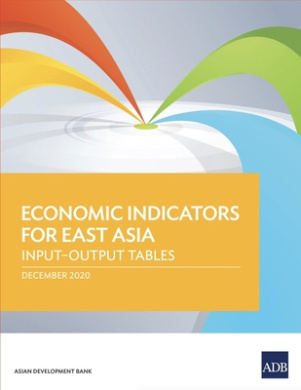 ECONOMIC INDICATORS
FOR EAST ASIA
INPUT–OUTPUT TABLES
DECEMBER 2020
ASIAN DEVELOPMENT BANK
ADB